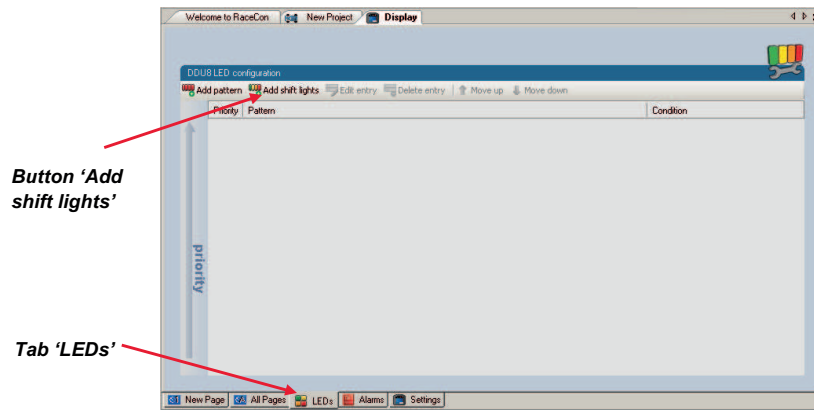 Welcome to RaceCon New Project Display
DDU8 LED configuration
Add pattern Add shift lights Edit entry Delete entry Move up Move down
Priority Pattern Condition
Button ‘Add
shift lights’
priority
Tab ‘LEDs’
New Page All Pages LEDs Alarms Settings